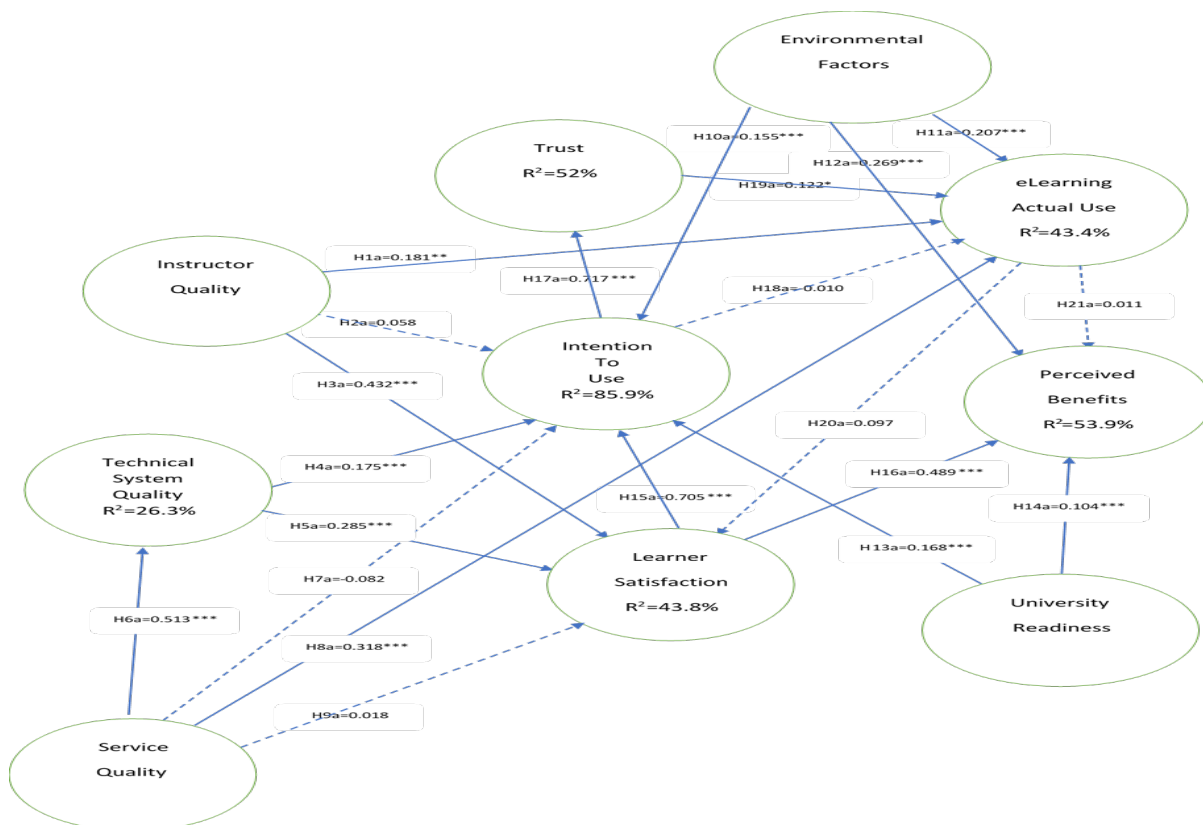 Environmental
Factors
H10a=0.155***
H11a=0.207***
Trust
R²=52%
H12a=0.269***
H19a=0.122*
eLearning
Actual Use
R²=43.4%
Instructor
Quality
H1a=0.181**
H17a=0.717***
H18a=-0.010
H21a=0.011
H2a=0.058
Intention
To
Use
R²=85.9%
H3a=0.432***
Perceived
Benefits
R²=53.9%
H20a=0.097
Technical
System
Quality
R²=26.3%
H4a=0.175***
H16a=0.489***
H15a=0.705***
H14a=0.104***
H5a=0.285***
H13a=0.168***
Learner
Satisfaction
R²=43.8%
H7a=-0.082
University
Readiness
H6a=0.513***
H8a=0.318***
H9a=0.018
Service
Quality